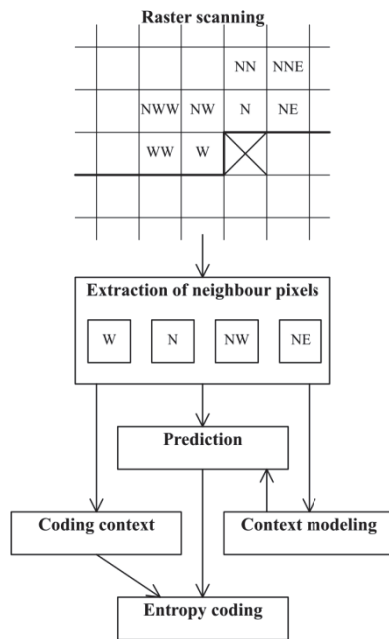 Raster scanning
NN NNE
NWW NW N NE
WW W
Extraction of neighbour pixels
W N NW NE
Prediction
Coding context Context modeling
Entropy coding